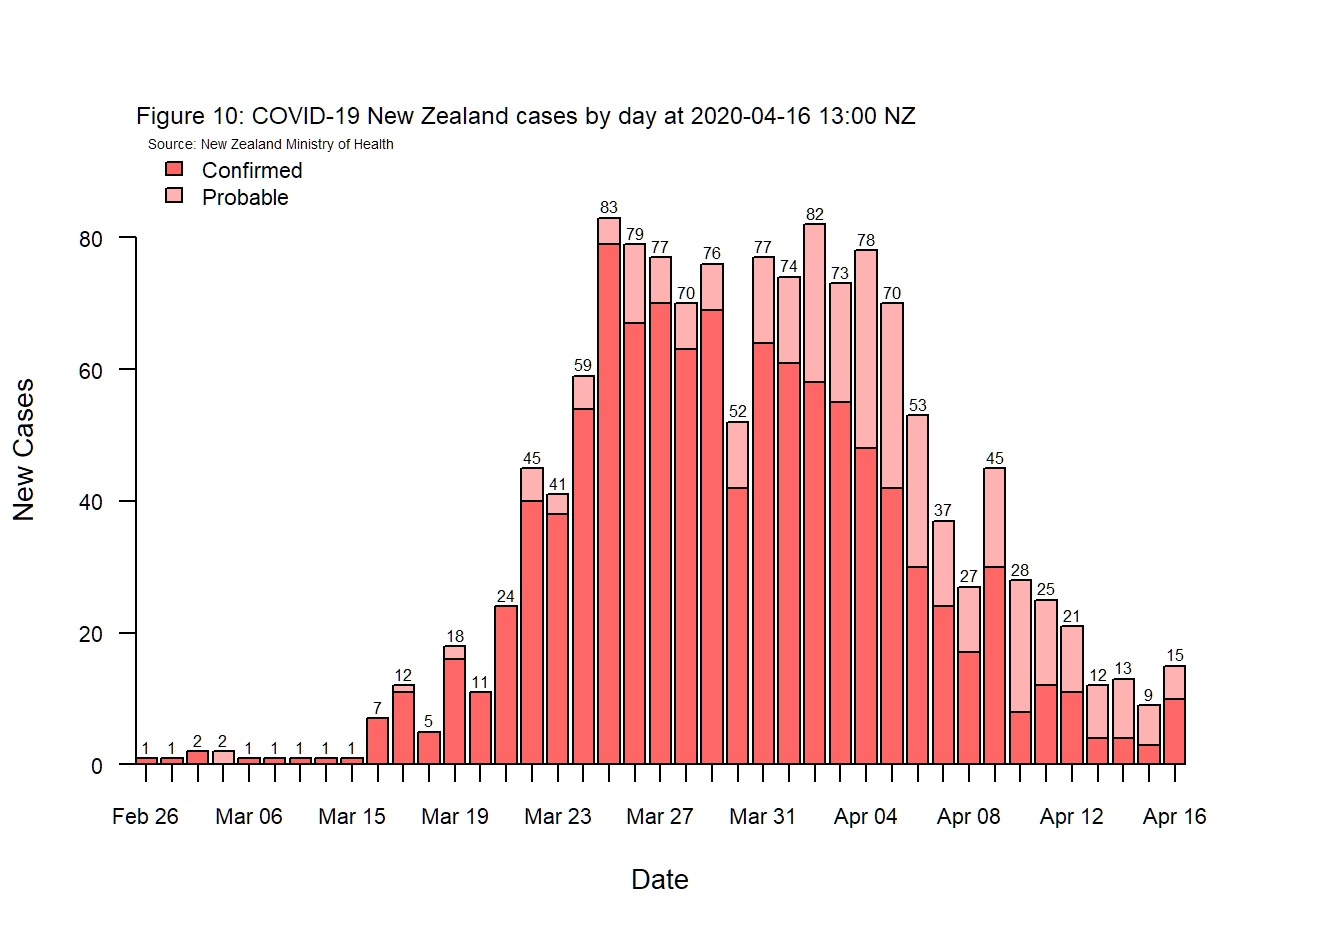 Figure 10: COVID-19 New Zealand cases by day at 2020-04-16 13:00 NZ
Source: New Zealand Ministry of Health
Confirmed
Probable
New Cases
80
60
40
20
0
1 1 2 2 1 1 1 1 1 7 12 5 18 11 24 45 41 59 83 79 77 70 76 52 77 74 82 73 78 70 53 37 27 45 28 25 21 12 13 9 15
Feb 26 Mar 06 Mar 15 Mar 19 Mar 23 Mar 27 Mar 31 Apr 04 Apr 08 Apr 12 Apr 16
Date